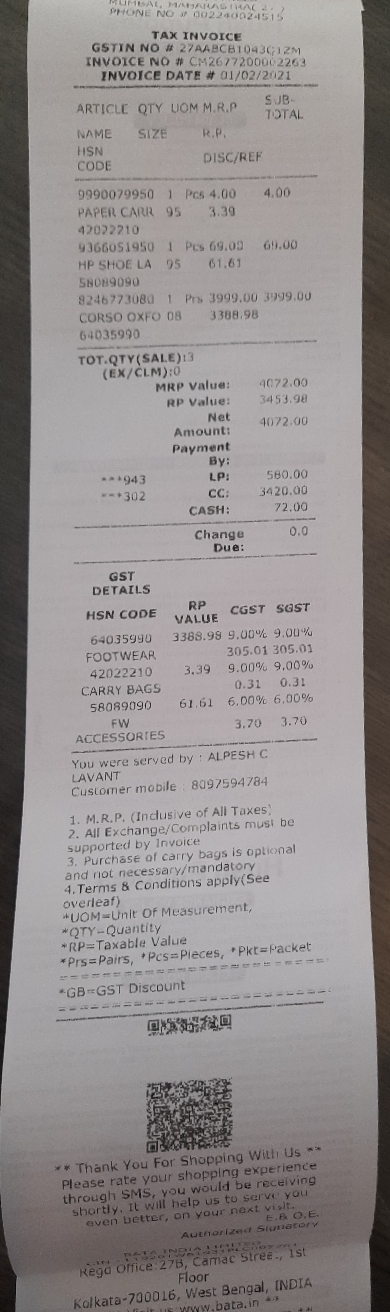 MUMBAI, MAHARASTRA( 27 )
PHONE NO # 002240024515
TAX INVOICE
GSTIN NO # 27AABCB1043G1ZM
INVOICE NO # CM2677200002263
INVOICE DATE # 01/02/2021
ARTICLE QTY UOM M.R.P SUB-TOTAL
NAME SIZE R.P.
HSN CODE DISC/REF
9990079950 1 Pcs 4.00 4.00
PAPER CARR 95 3.39
42022210
9366051950 1 Pcs 69.00 69.00
HP SHOE LA 95 61.61
58089090
8246773080 1 Prs 3999.00 3999.00
CORSO OXFO 08 3388.98
64035990
TOT.QTY(SALE):3
(EX/CLM):0
MRP Value: 4072.00
RP Value: 3453.98
Net Amount: 4072.00
Payment By:
***943 LP: 580.00
***302 CC: 3420.00
CASH: 72.00
Change Due: 0.0
GST DETAILS
HSN CODE RP VALUE CGST SGST
64035990 3388.98 9.00% 9.00%
FOOTWEAR 305.01 305.01
42022210 3.39 9.00% 9.00%
CARRY BAGS 0.31 0.31
58089090 61.61 6.00% 6.00%
FW ACCESSORIES 3.70 3.70
You were served by : ALPESH C
LAVANT
Customer mobile : 8097594784
1. M.R.P. (Inclusive of All Taxes)
2. All Exchange/Complaints must be
supported by Invoice
3. Purchase of carry bags is optional
and not necessary/mandatory
4.Terms & Conditions apply(See
overleaf)
*UOM=Unit Of Measurement,
*QTY=Quantity
*RP=Taxable Value
*Prs=Pairs, *Pcs=Pieces, *Pkt=Packet
*GB=GST Discount
** Thank You For Shopping With Us **
Please rate your shopping experience
through SMS, you would be receiving
shortly. It will help us to serve you
even better, on your next visit.
E.& O.E.
Authorized Signatory
BATA INDIA LIMITED
Regd Office:27B, Camac Street, 1st
Floor
Kolkata-700016, West Bengal, INDIA
www.bata.in